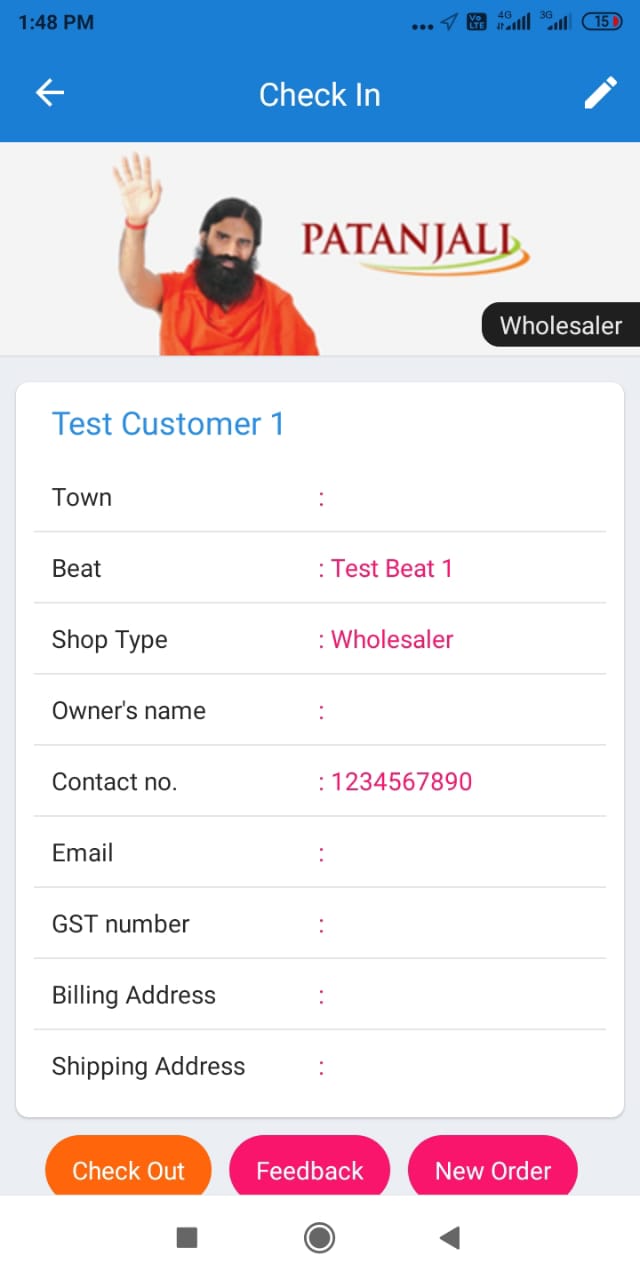 1:48 PM ... Vo LTE 4G 3G 15
Check In
PATANJALI
Wholesaler
Test Customer 1
Town :
Beat : Test Beat 1
Shop Type : Wholesaler
Owner's name :
Contact no. : 1234567890
Email :
GST number :
Billing Address :
Shipping Address :
Check Out Feedback New Order